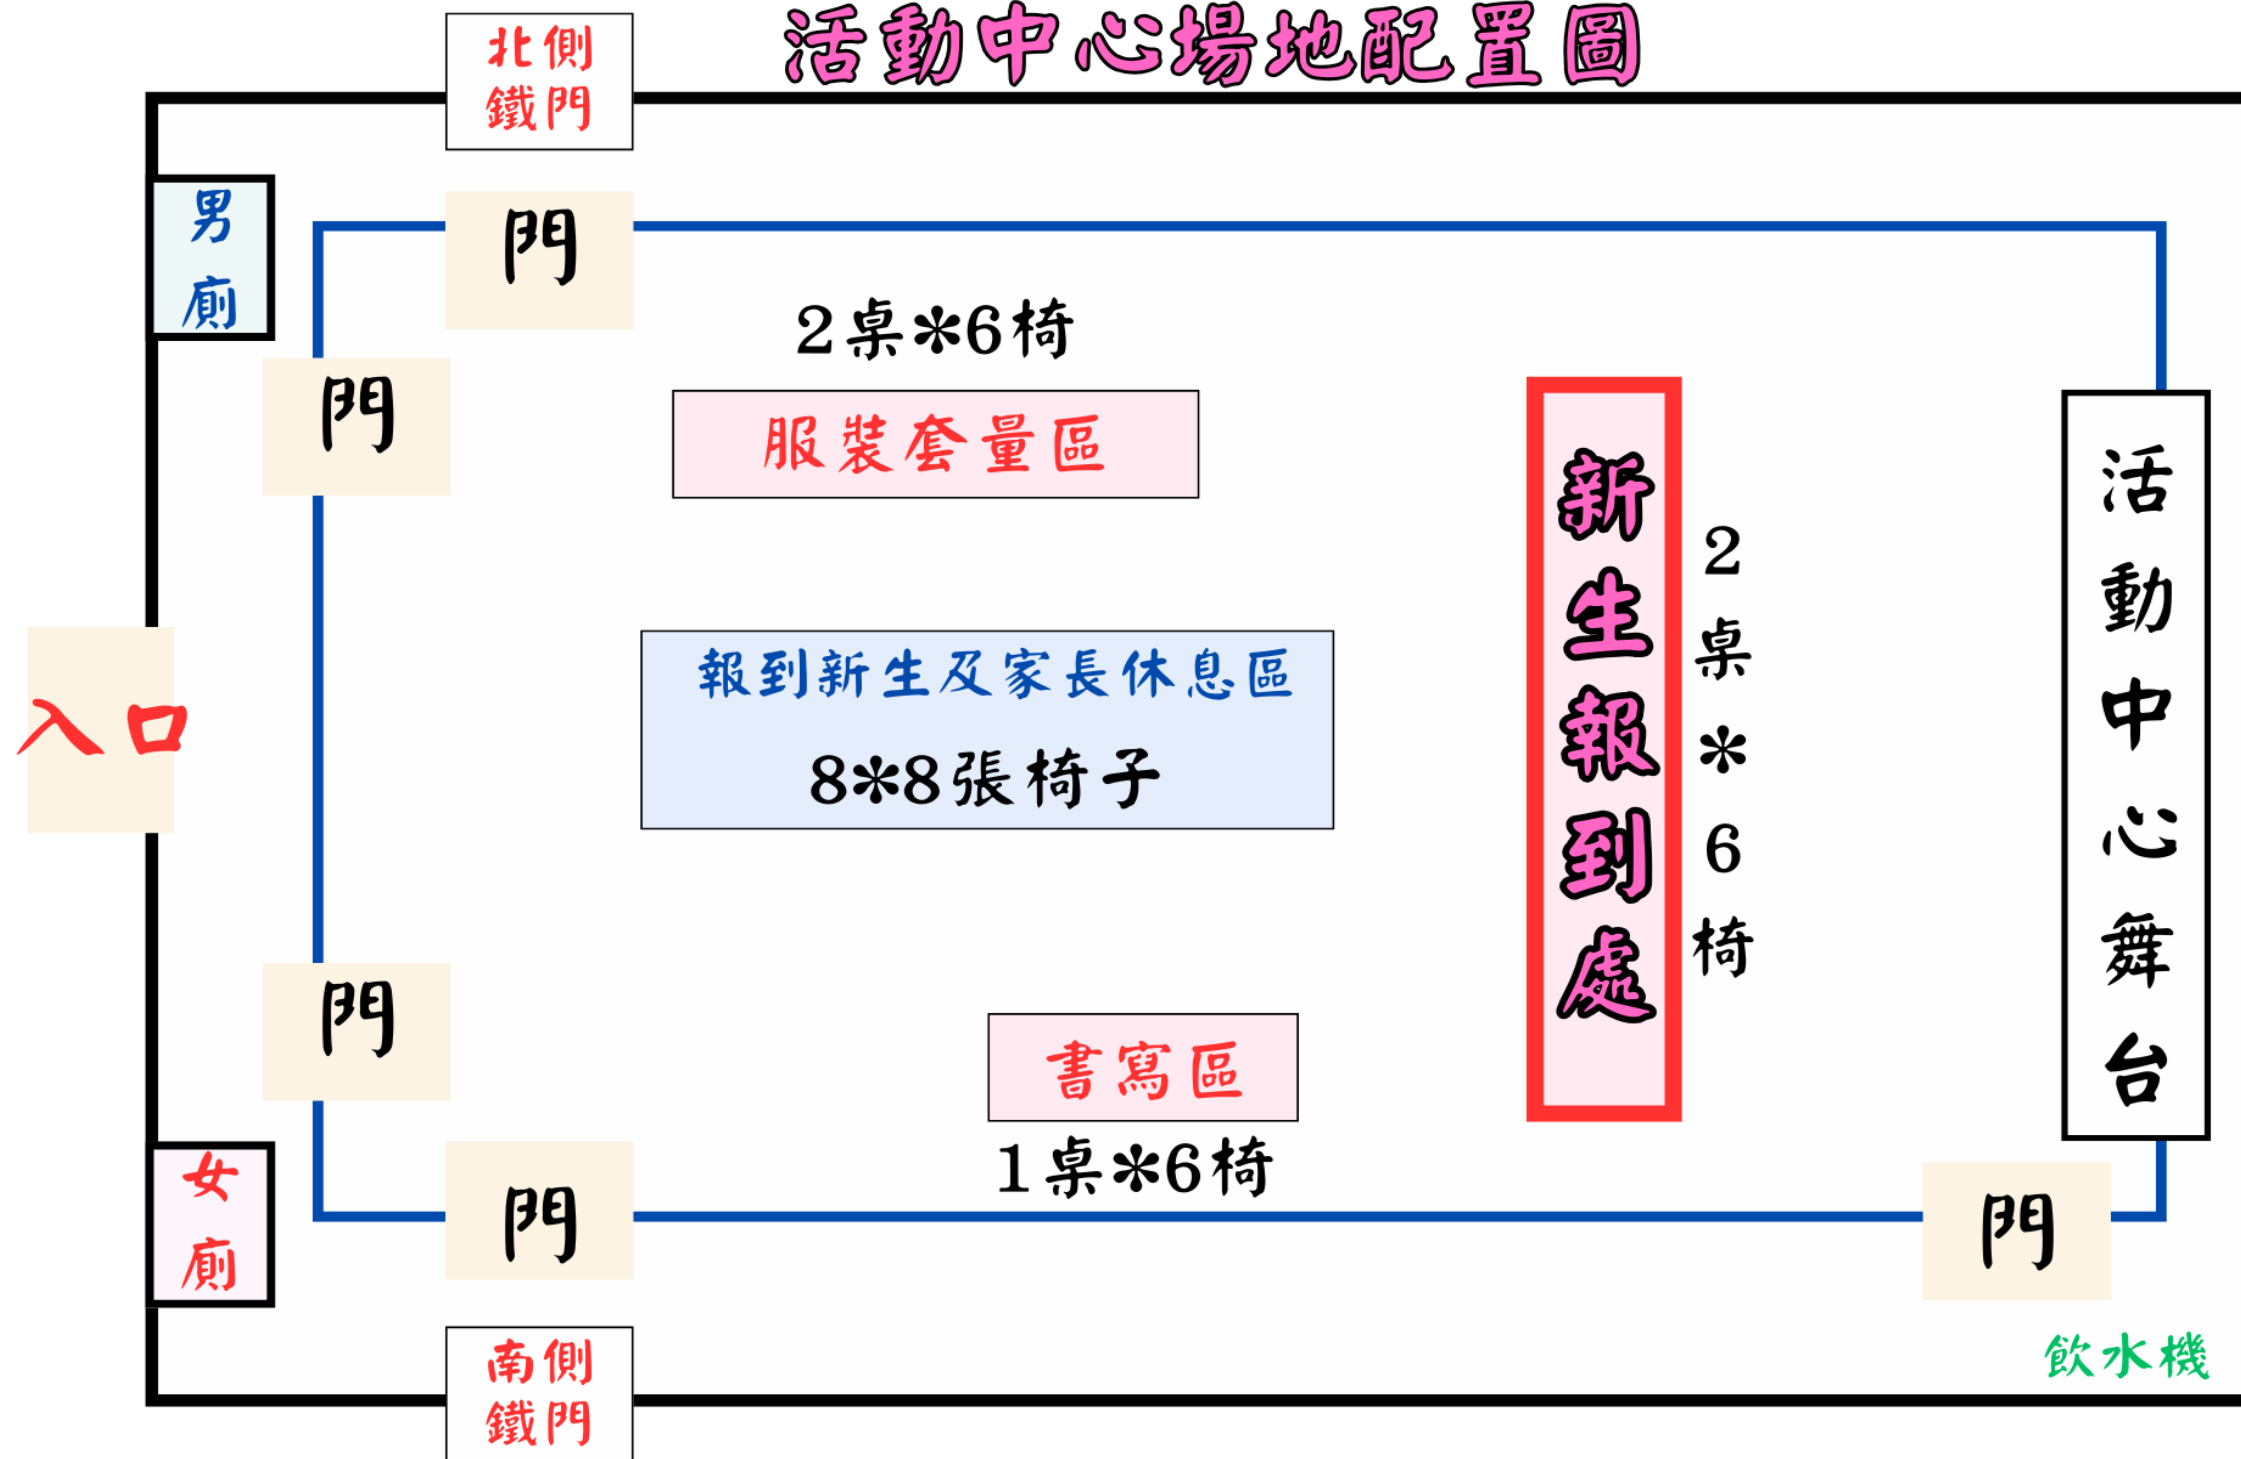 活動中心場地配置圖
北側
鐵門
男廁
門
門
2桌*6椅
服裝套量區
入口
報到新生及家長休息區
8*8張椅子
新生報到處
2桌*6椅
活動中心舞台
門
書寫區
1桌*6椅
女廁
門
門
南側
鐵門
飲水機